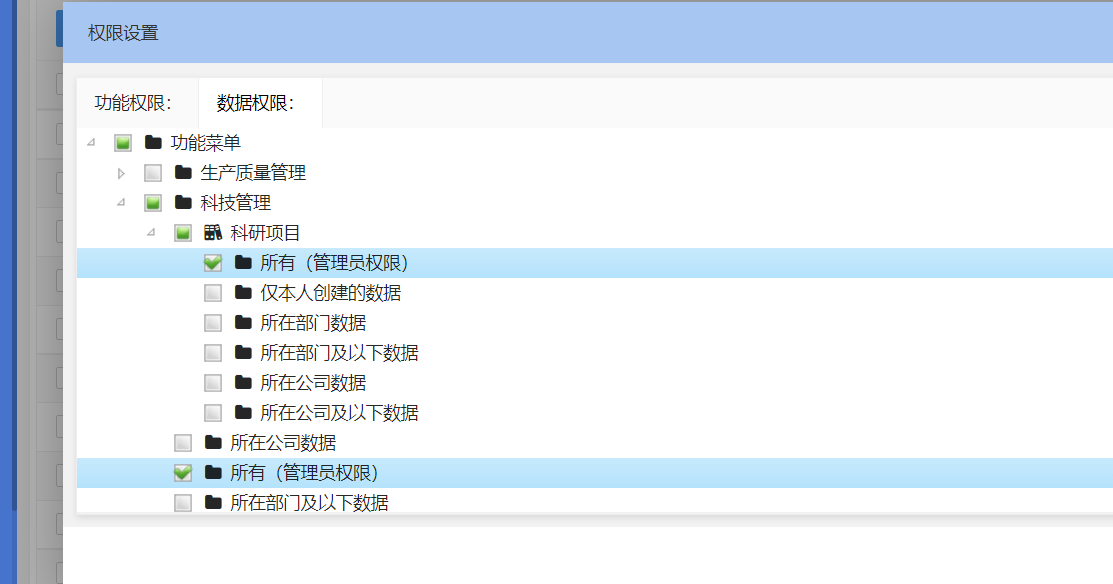 权限设置
功能权限: 数据权限:
功能菜单
生产质量管理
科技管理
科研项目
所有（管理员权限）
仅本人创建的数据
所在部门数据
所在部门及以下数据
所在公司数据
所在公司及以下数据
所在公司数据
所有（管理员权限）
所在部门及以下数据